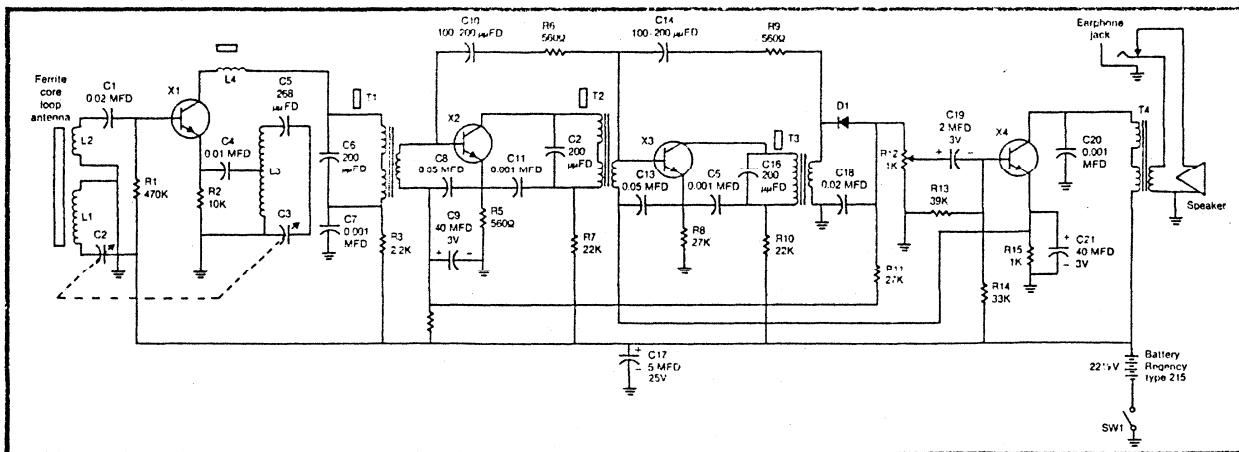 Ferrite
core
loop
antenna
L2
L1
C2
C1
0.02 MFD
R1
470K
X1
R2
10K
C4
0.01 MFD
L4
C5
268
μμFD
L3
C3
T1
C6
200
μμFD
C7
0.001
MFD
R3
2.2K
C10
100-200 μμFD
R6
560Ω
X2
C8
0.05 MFD
C9
40 MFD
3V
R5
560Ω
C11
0.001 MFD
C2
200
μμFD
T2
R7
22K
C14
100-200 μμFD
R9
560Ω
X3
C13
0.05 MFD
R8
27K
C5
0.001 MFD
C16
200
μμFD
T3
R10
22K
D1
C18
0.02 MFD
R11
27K
R12
1K
C19
2 MFD
3V
R13
39K
X4
R14
33K
R15
1K
C20
0.001
MFD
C21
40 MFD
3V
Earphone
jack
T4
Speaker
C17
5 MFD
25V
22½V
Battery
Regency
type 215
SW1